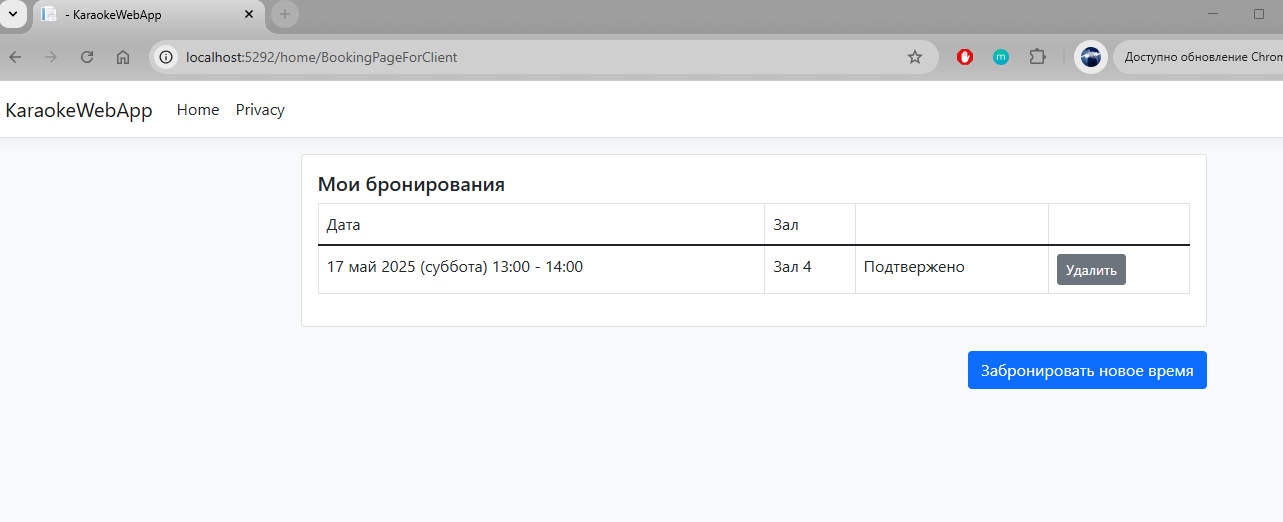 - KaraokeWebApp
localhost:5292/home/BookingPageForClient
m
Доступно обновление Chrom
KaraokeWebApp Home Privacy
Мои бронирования
Дата Зал
17 май 2025 (суббота) 13:00 - 14:00 Зал 4 Подтвержено Удалить
Забронировать новое время